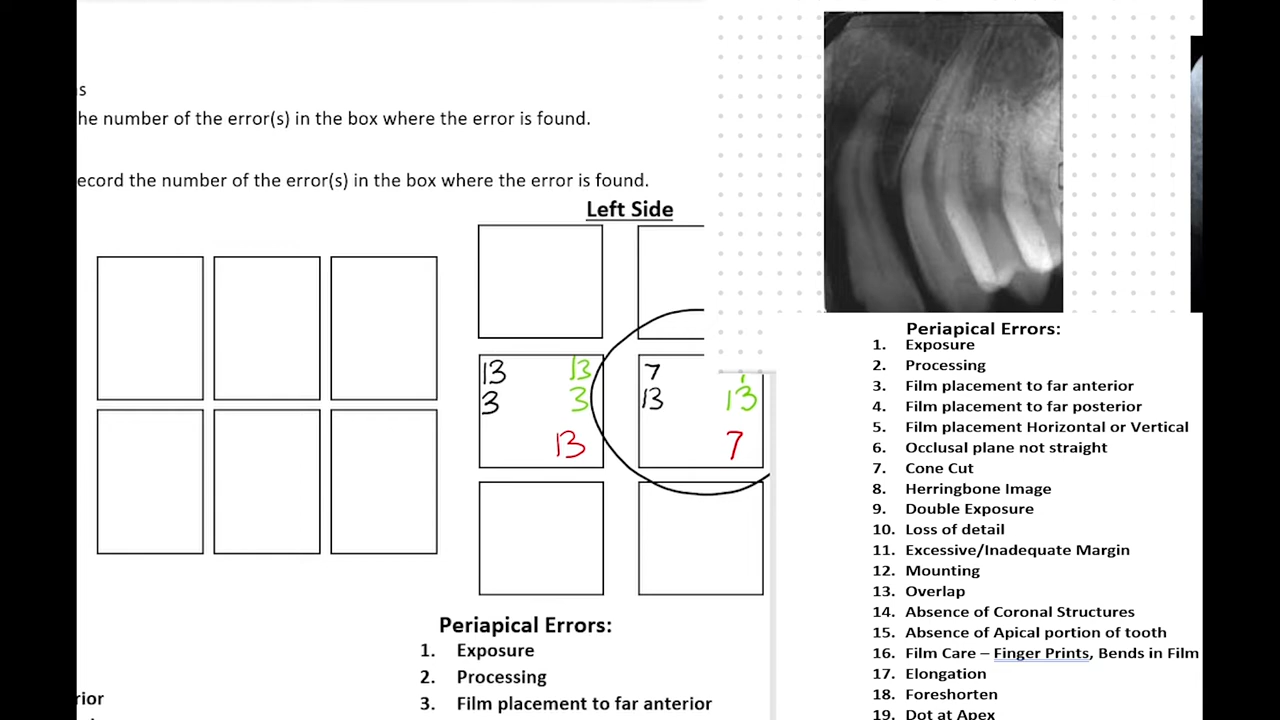 s
he number of the error(s) in the box where the error is found.
ecord the number of the error(s) in the box where the error is found.
Left Side
13 13
3 3
13
7
13 13
7
Periapical Errors:
1. Exposure
2. Processing
3. Film placement to far anterior
rior
Periapical Errors:
1. Exposure
2. Processing
3. Film placement to far anterior
4. Film placement to far posterior
5. Film placement Horizontal or Vertical
6. Occlusal plane not straight
7. Cone Cut
8. Herringbone Image
9. Double Exposure
10. Loss of detail
11. Excessive/Inadequate Margin
12. Mounting
13. Overlap
14. Absence of Coronal Structures
15. Absence of Apical portion of tooth
16. Film Care – Finger Prints, Bends in Film
17. Elongation
18. Foreshorten
19. Dot at Apex